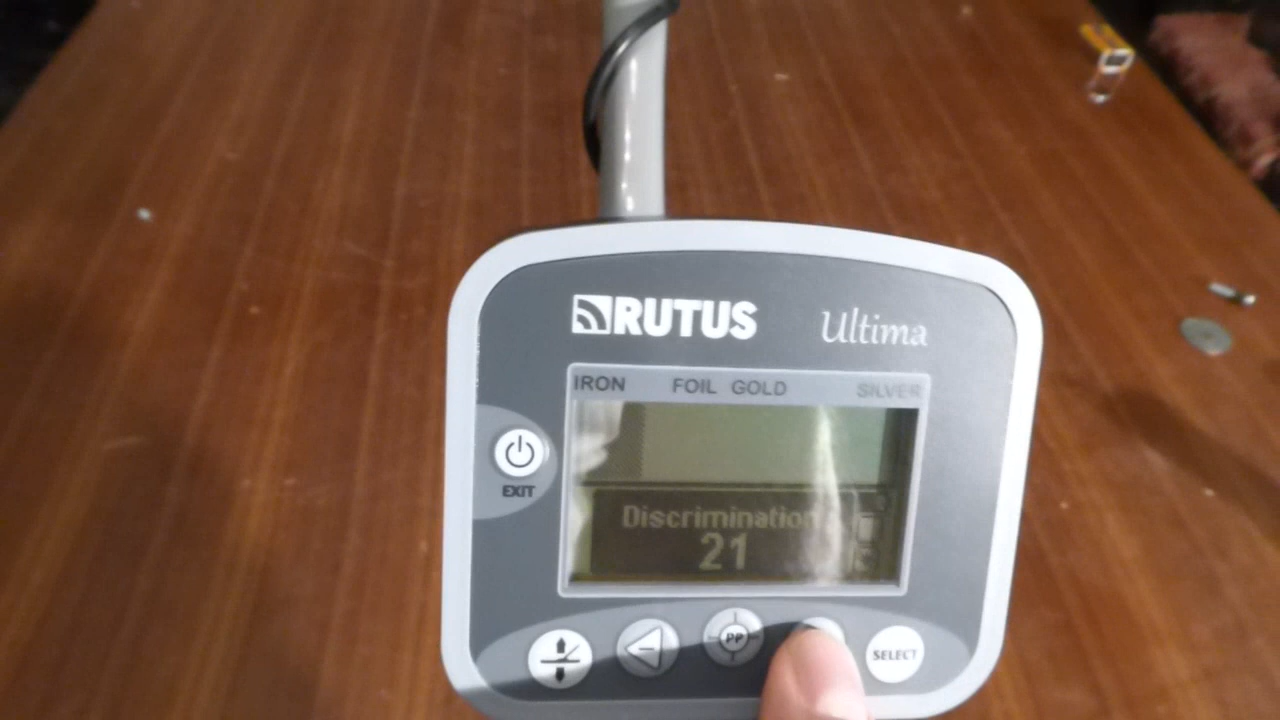 RUTUS
Ultima
IRON FOIL GOLD SILVER
EXIT
Discrimination
21
PP
SELECT